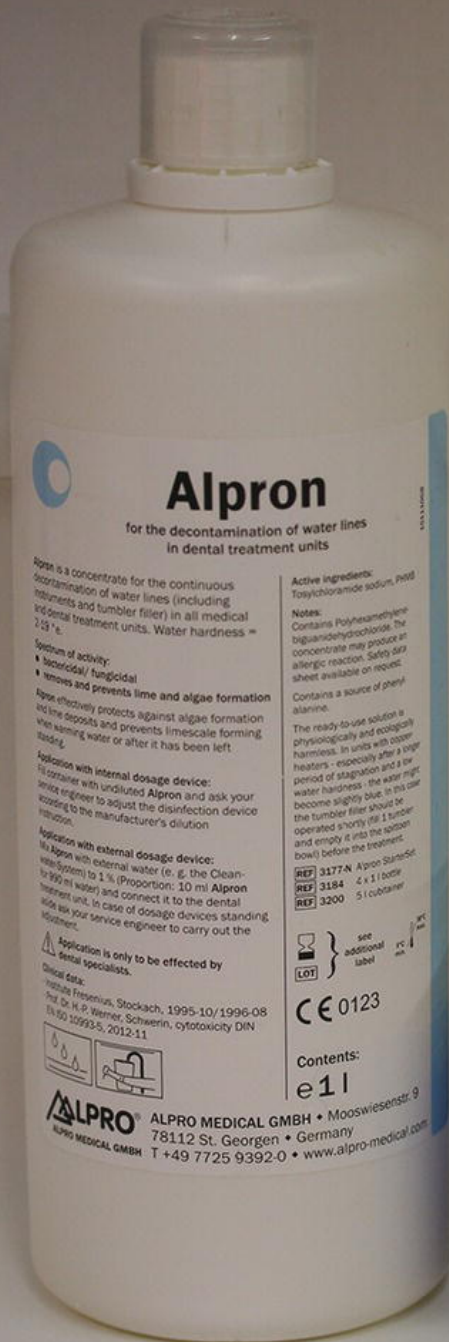 Alpron
for the decontamination of water lines
in dental treatment units
Alpron is a concentrate for the continuous
decontamination of water lines (including
instruments and tumbler filler) in all medical
and dental treatment units. Water hardness =
2-19 °e.
Spectrum of activity:
• bactericidal/ fungicidal
• removes and prevents lime and algae formation
Alpron effectively protects against algae formation
and lime deposits and prevents limescale forming
when warming water or after it has been left
standing.
Application with internal dosage device:
Fill container with undiluted Alpron and ask your
service engineer to adjust the disinfection device
according to the manufacturer's dilution
instruction.
Application with external dosage device:
Mix Alpron with external water (e. g. the Clean-
water-System) to 1 % (Proportion: 10 ml Alpron
for 990 ml water) and connect it to the dental
treatment unit. In case of dosage devices standing
aside ask your service engineer to carry out the
adjustment.
Application is only to be effected by
dental specialists.
Clinical data:
Institute Fresenius, Stockach, 1995-10/1996-08
Prof. Dr. H.-P. Werner, Schwerin, cytotoxicity DIN
EN ISO 10993-5, 2012-11
Active ingredients:
Tosylchloramide sodium, PHMB
Notes:
Contains Polyhexamethylene
biguanidehydrochloride. The
concentrate may produce an
allergic reaction. Safety data
sheet available on request.
Contains a source of phenyl
alanine.
The ready-to-use solution is
physiologically and ecologically
harmless. In units with copper
heaters - especially after a longer
period of stagnation and a low
water hardness - the water might
become slightly blue. In this case
the tumbler filler should be
operated shortly (fill 1 tumbler
and empty it into the spittoon
bowl) before the treatment.
REF 3177-N Alpron StarterSet
REF 3184 4 x 1 l bottle
REF 3200 5 l cubitainer
LOT
see
additional
label
CE 0123
Contents:
e 1 l
ALPRO®
ALPRO MEDICAL GMBH
ALPRO MEDICAL GMBH • Mooswiesenstr. 9
78112 St. Georgen • Germany
T +49 7725 9392-0 • www.alpro-medical.com